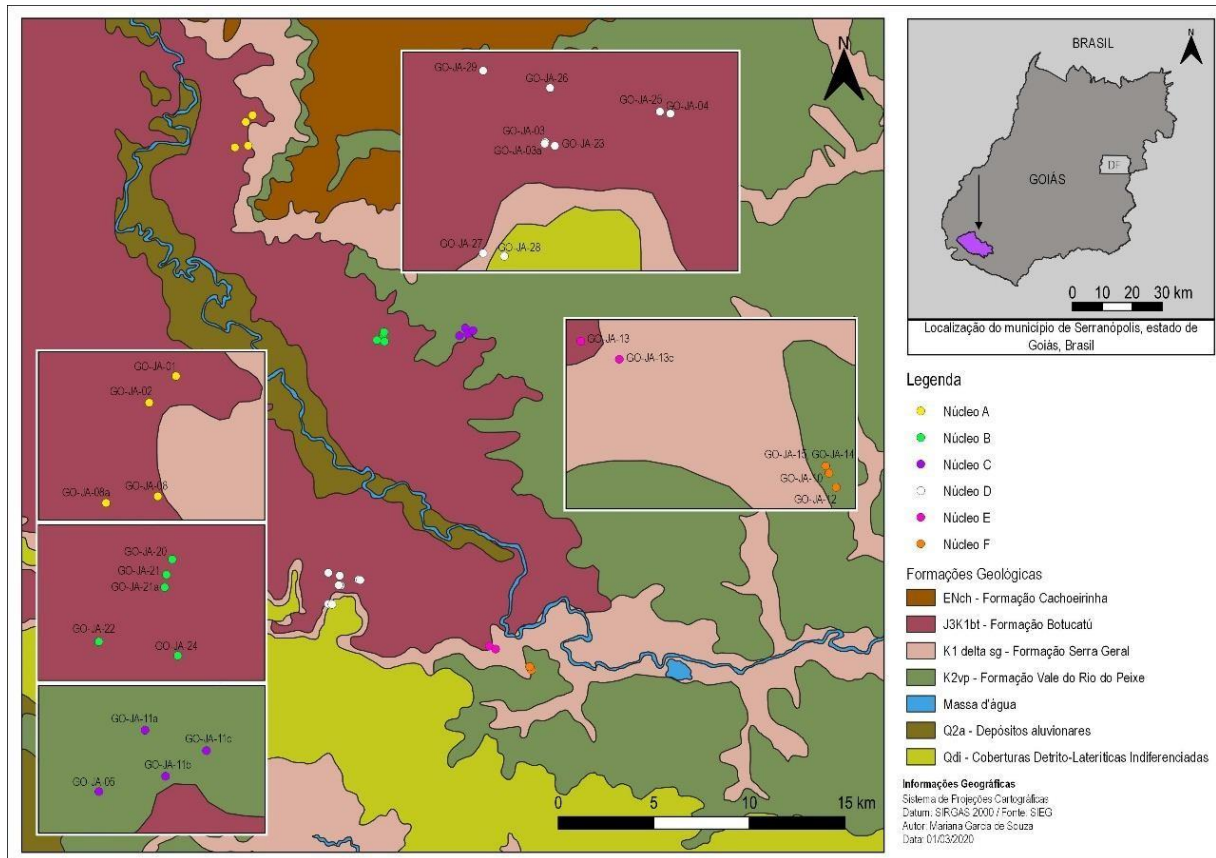 N
GO-JA-29
GO-JA-26
GO-JA-25
GO-JA-04
GO-JA-03
GO-JA-03a
GO-JA-23
GO-JA-27
GO-JA-28
GO-JA-13
GO-JA-13c
GO-JA-15
GO-JA-14
GO-JA-10
GO-JA-12
GO-JA-01
GO-JA-02
GO-JA-08a
GO-JA-08
GO-JA-20
GO-JA-21
GO-JA-21a
GO-JA-22
GO-JA-24
GO-JA-11a
GO-JA-11c
GO-JA-11b
GO-JA-05
0 5 10 15 km
BRASIL
N
DF
GOIÁS
0 10 20 30 km
Localização do município de Serranópolis, estado de
Goiás, Brasil
Legenda
Núcleo A
Núcleo B
Núcleo C
Núcleo D
Núcleo E
Núcleo F
Formações Geológicas
ENch - Formação Cachoeirinha
J3K1bt - Formação Botucatú
K1 delta sg - Formação Serra Geral
K2vp - Formação Vale do Rio do Peixe
Massa d'água
Q2a - Depósitos aluvionares
Qdi - Coberturas Detrito-Lateríticas Indiferenciadas
Informações Geográficas
Sistema de Projeções Cartográficas
Datum: SIRGAS 2000 / Fonte: SIEG
Autor: Mariana Garcia de Souza
Data: 01/03/2020